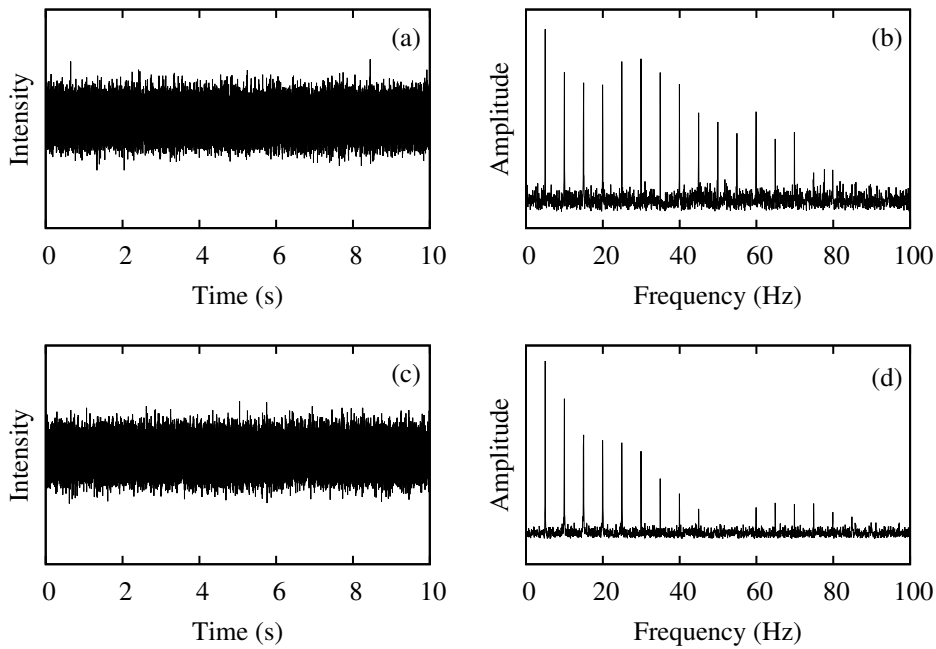 (a)
Intensity
0 2 4 6 8 10
Time (s)
(b)
Amplitude
0 20 40 60 80 100
Frequency (Hz)
(c)
Intensity
0 2 4 6 8 10
Time (s)
(d)
Amplitude
0 20 40 60 80 100
Frequency (Hz)